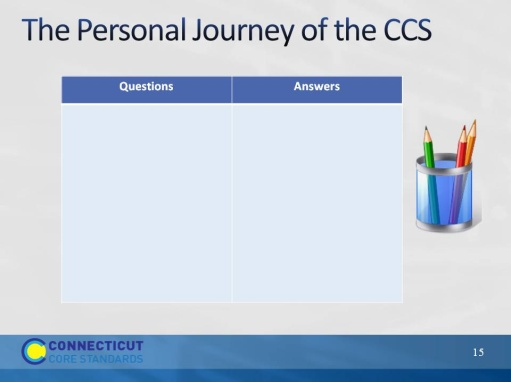 The Personal Journey of the CCS
Questions Answers
CONNECTICUT
CORE STANDARDS
15